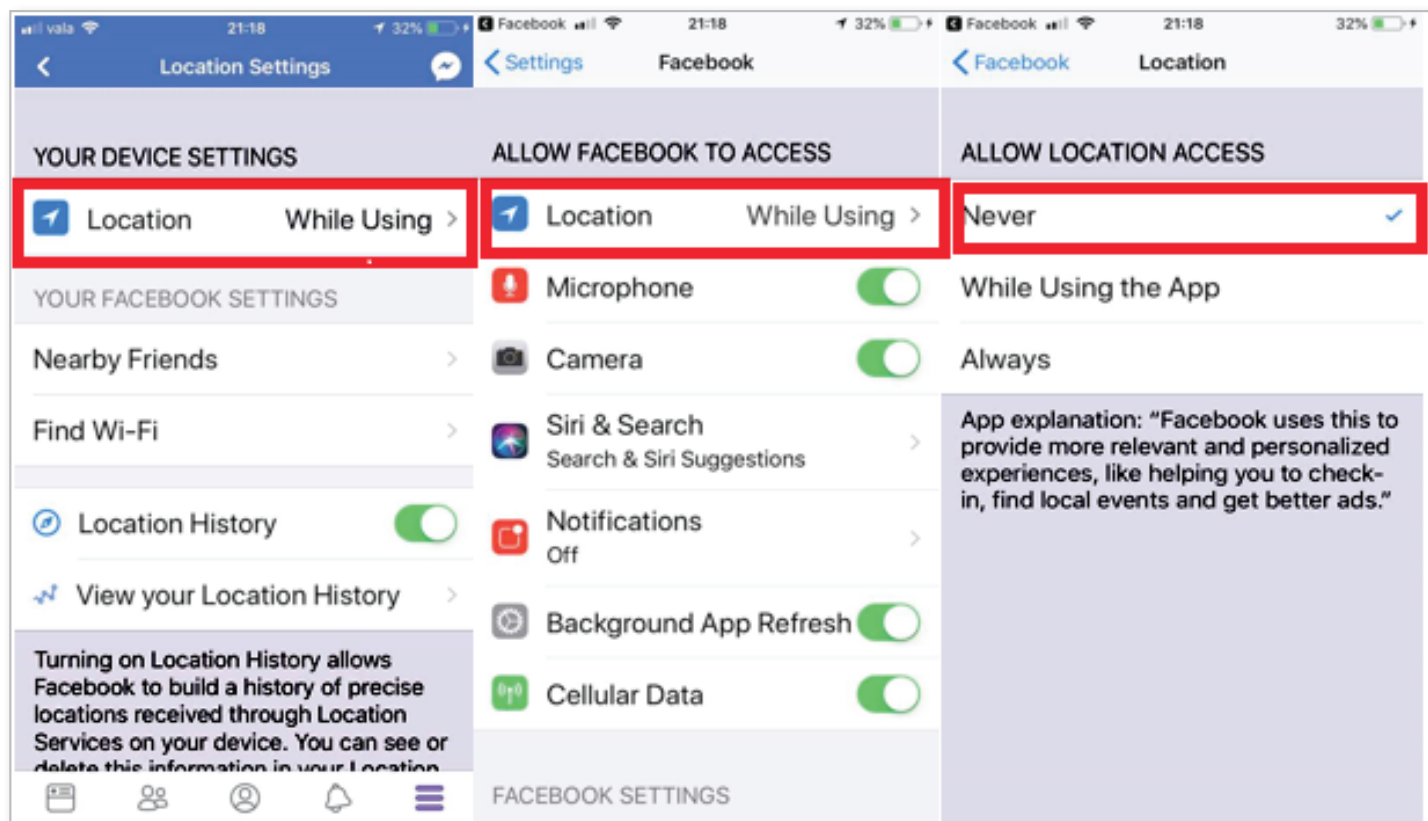 vala 21:18 32%
Location Settings
YOUR DEVICE SETTINGS
Location While Using
YOUR FACEBOOK SETTINGS
Nearby Friends
Find Wi-Fi
Location History
View your Location History
Turning on Location History allows
Facebook to build a history of precise
locations received through Location
Services on your device. You can see or
delete this information in your Location
Facebook 21:18 32%
Settings Facebook
ALLOW FACEBOOK TO ACCESS
Location While Using
Microphone
Camera
Siri & Search
Search & Siri Suggestions
Notifications
Off
Background App Refresh
Cellular Data
FACEBOOK SETTINGS
Facebook 21:18 32%
Facebook Location
ALLOW LOCATION ACCESS
Never
While Using the App
Always
App explanation: “Facebook uses this to
provide more relevant and personalized
experiences, like helping you to check-
in, find local events and get better ads.”